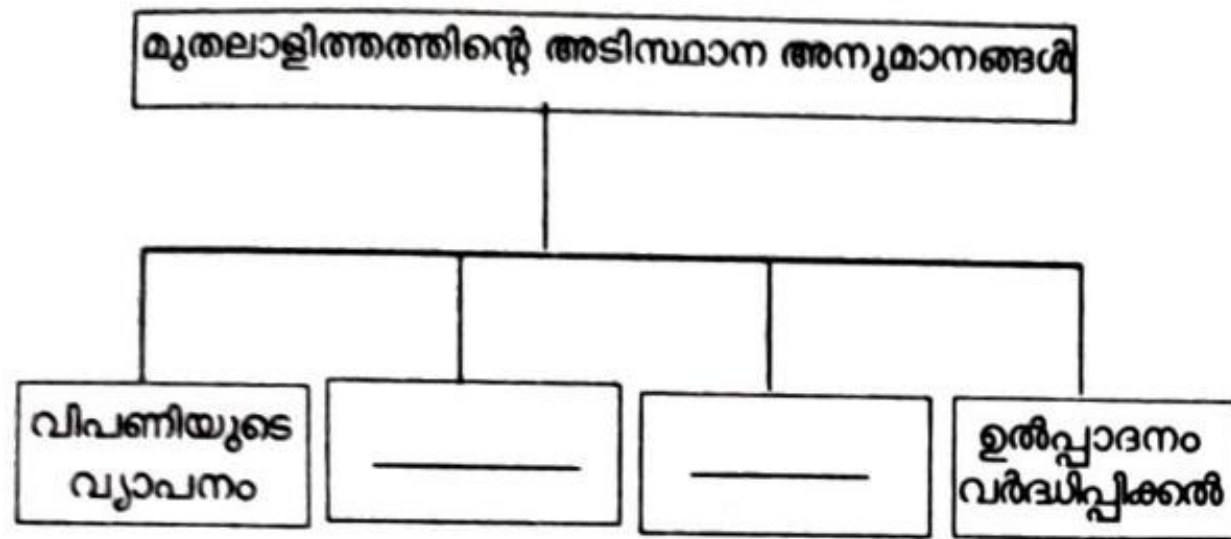 മുതലാളിത്തത്തിന്റെ അടിസ്ഥാന അനുമാനങ്ങൾ
വിപണിയുടെ
വ്യാപനം
ഉൽപ്പാദനം
വർദ്ധിപ്പിക്കൽ